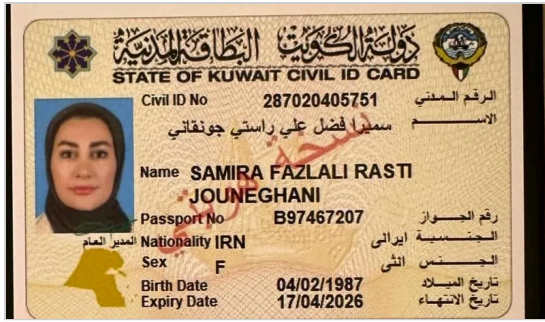 دولة الكويت البطاقة المدنية
STATE OF KUWAIT CIVIL ID CARD
Civil ID No 287020405751 الرقم المدني
سميرا فضل علي راستي جونقاني الاسم
Name SAMIRA FAZLALI RASTI
JOUNEGHANI
Passport No B97467207 رقم الجواز
المدير العام Nationality IRN الجنسية ايرانى
Sex F الجنس انثى
Birth Date 04/02/1987 تاريخ الميلاد
Expiry Date 17/04/2026 تاريخ الانتهاء